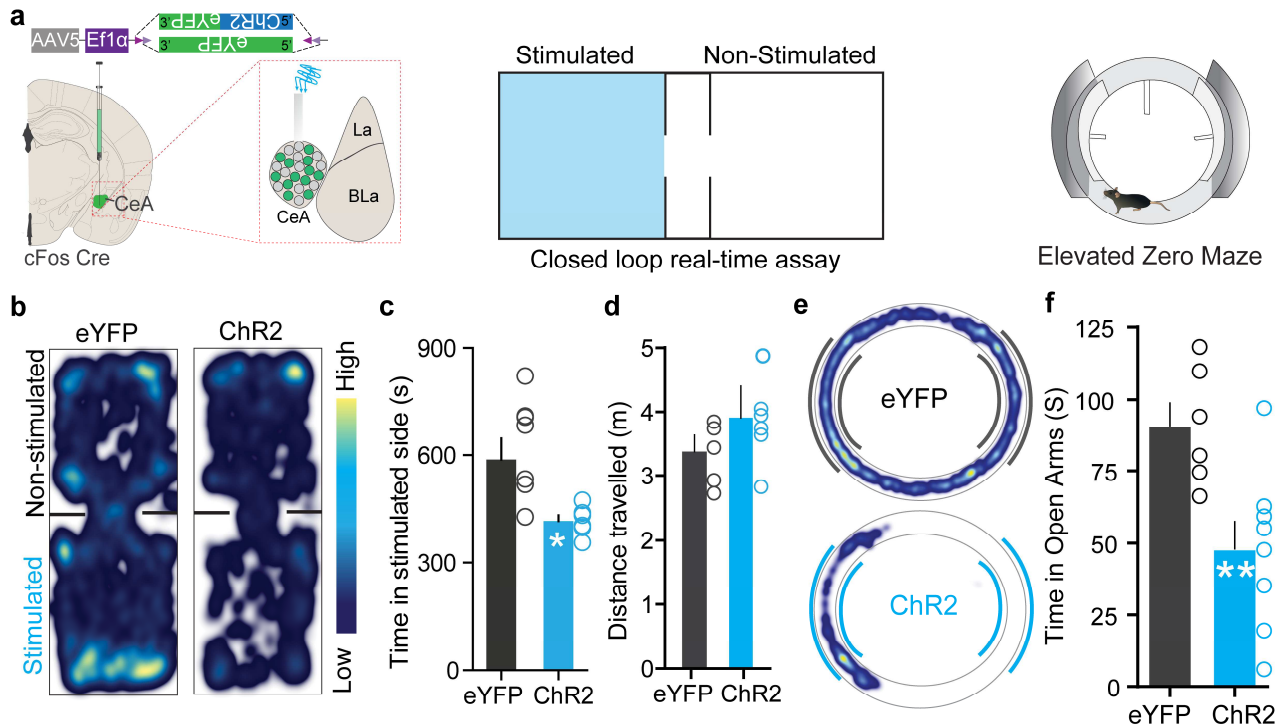 a
3' eYFP ChR2 5'
AAV5 Ef1α
3' eYFP 5'
La
BLa
CeA
CeA
cFos Cre
Stimulated Non-Stimulated
Closed loop real-time assay
Elevated Zero Maze
b
eYFP ChR2
Non-stimulated
Stimulated
High
Low
c
Time in stimulated side (s)
900
600
300
0
*
eYFP ChR2
d
Distance travelled (m)
5
4
3
2
1
0
eYFP ChR2
e
eYFP
ChR2
f
Time in Open Arms (S)
125
100
75
50
25
0
**
eYFP ChR2